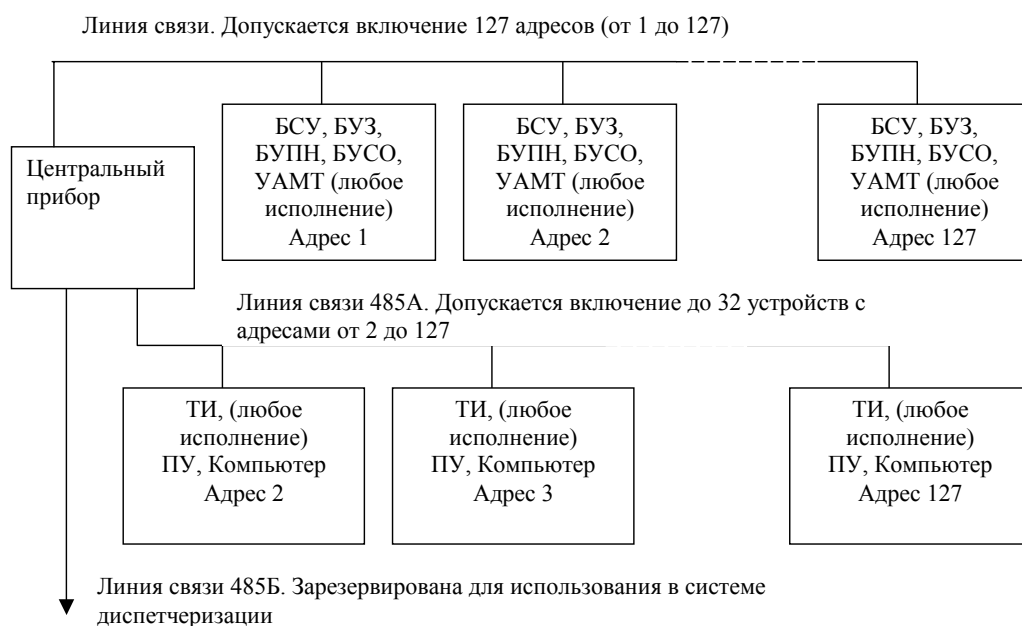 Линия связи. Допускается включение 127 адресов (от 1 до 127)
Центральный
прибор
БСУ, БУЗ,
БУПН, БУСО,
УАМТ (любое
исполнение)
Адрес 1
БСУ, БУЗ,
БУПН, БУСО,
УАМТ (любое
исполнение)
Адрес 2
БСУ, БУЗ,
БУПН, БУСО,
УАМТ (любое
исполнение)
Адрес 127
Линия связи 485А. Допускается включение до 32 устройств с
адресами от 2 до 127
ТИ, (любое
исполнение)
ПУ, Компьютер
Адрес 2
ТИ, (любое
исполнение)
ПУ, Компьютер
Адрес 3
ТИ, (любое
исполнение)
ПУ, Компьютер
Адрес 127
Линия связи 485Б. Зарезервирована для использования в системе
диспетчеризации